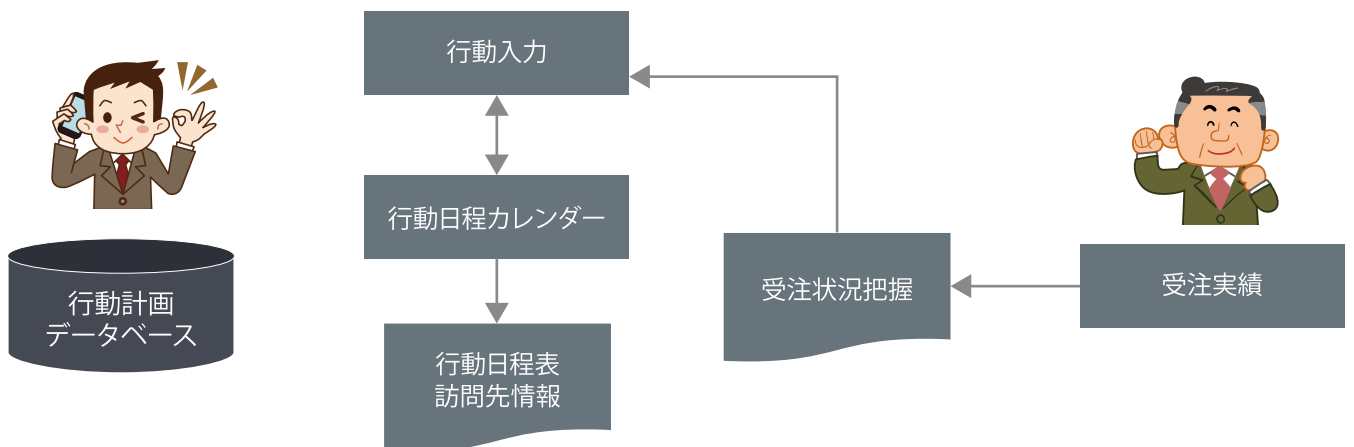 行動入力
行動日程カレンダー
行動計画
データベース
受注状況把握
受注実績
行動日程表
訪問先情報